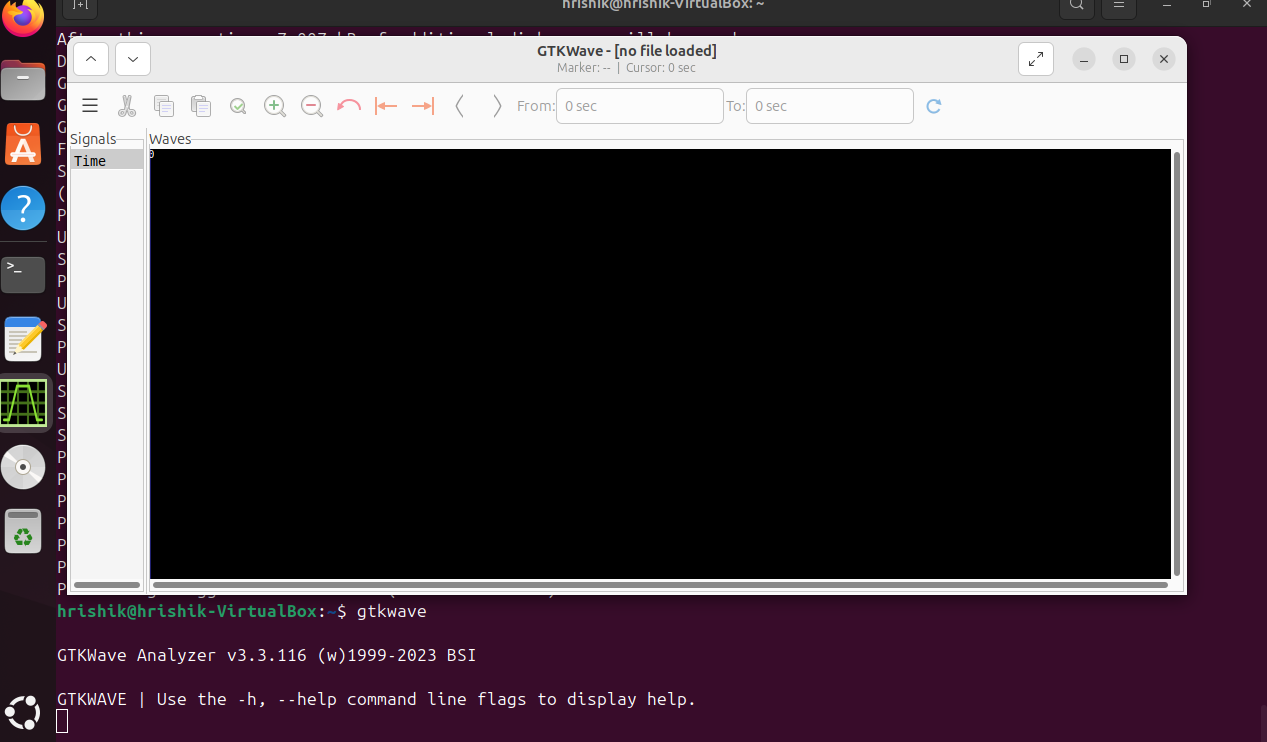 hrishik@hrishik-VirtualBox: ~
GTKWave - [no file loaded]
Marker: -- | Cursor: 0 sec
From: 0 sec To: 0 sec
Signals
Waves
Time
0
A
D
G
G
G
F
S
(
P
U
S
P
U
S
P
U
S
S
S
P
P
P
P
P
P
P
hrishik@hrishik-VirtualBox:~$ gtkwave
GTKWave Analyzer v3.3.116 (w)1999-2023 BSI
GTKWAVE | Use the -h, --help command line flags to display help.